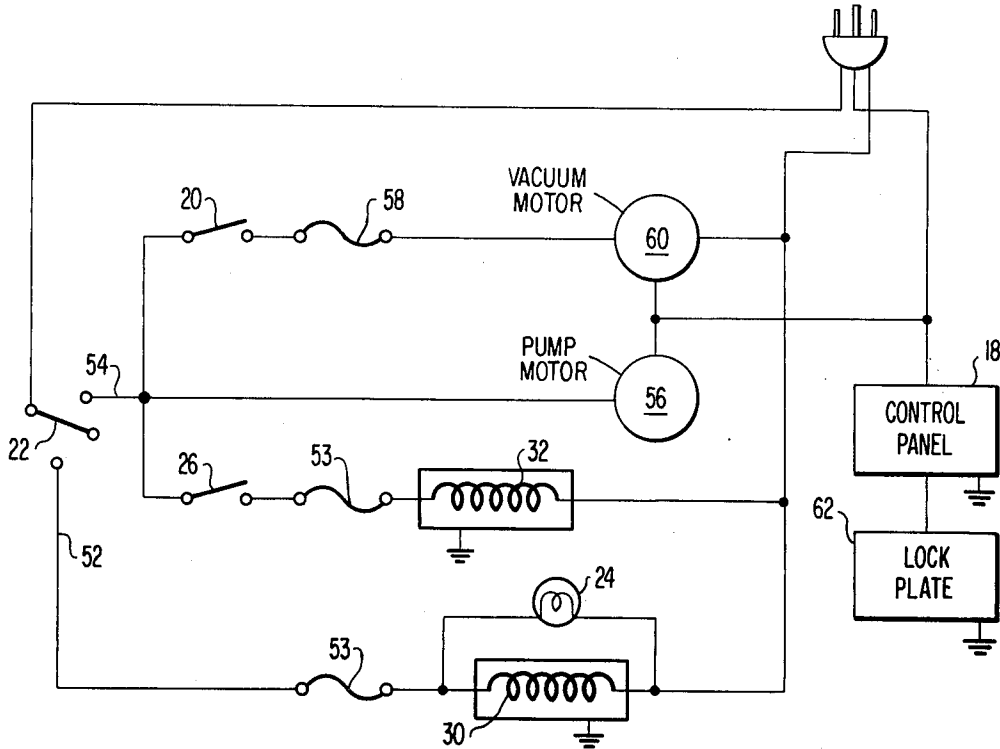 20
58
VACUUM
MOTOR
60
54
PUMP
MOTOR
56
18
CONTROL
PANEL
22
26
53
32
62
LOCK
PLATE
52
24
53
30